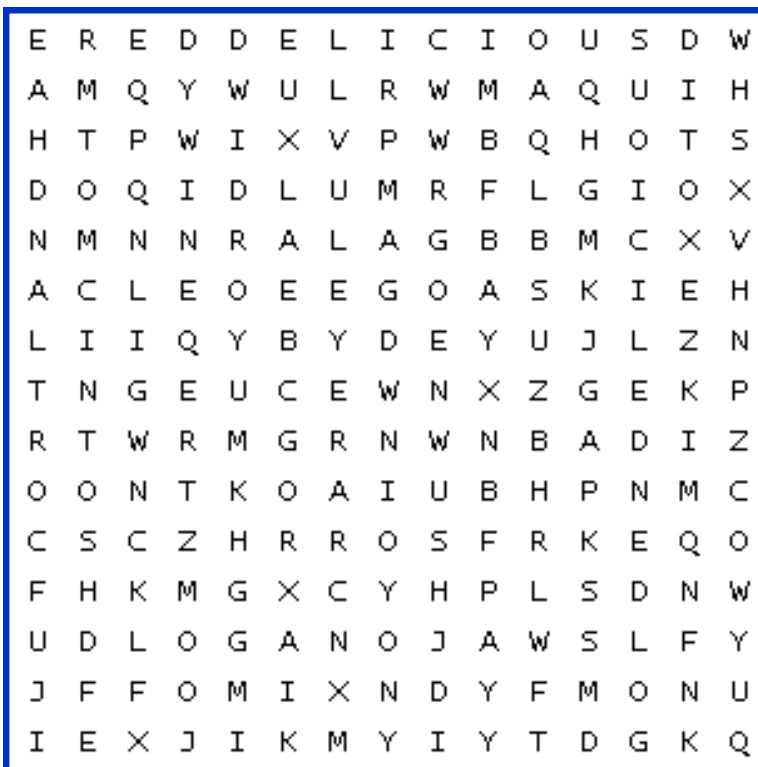 E R E D D E L I C I O U S D W
A M Q Y W U L R W M A Q U I H
H T P W I X V P W B Q H O T S
D O Q I D L U M R F L G I O X
N M N N R A L A G B B M C X V
A C L E O E E G O A S K I E H
L I I Q Y B Y D E Y U J L Z N
T N G E U C E W N X Z G E K P
R T W R M G R N W N B A D I Z
O O N T K O A I U B H P N M C
C S C Z H R R O S F R K E Q O
F H K M G X C Y H P L S D N W
U D L O G A N O J A W S L F Y
J F F O M I X N D Y F M O N U
I E X J I K M Y I Y T D G K Q